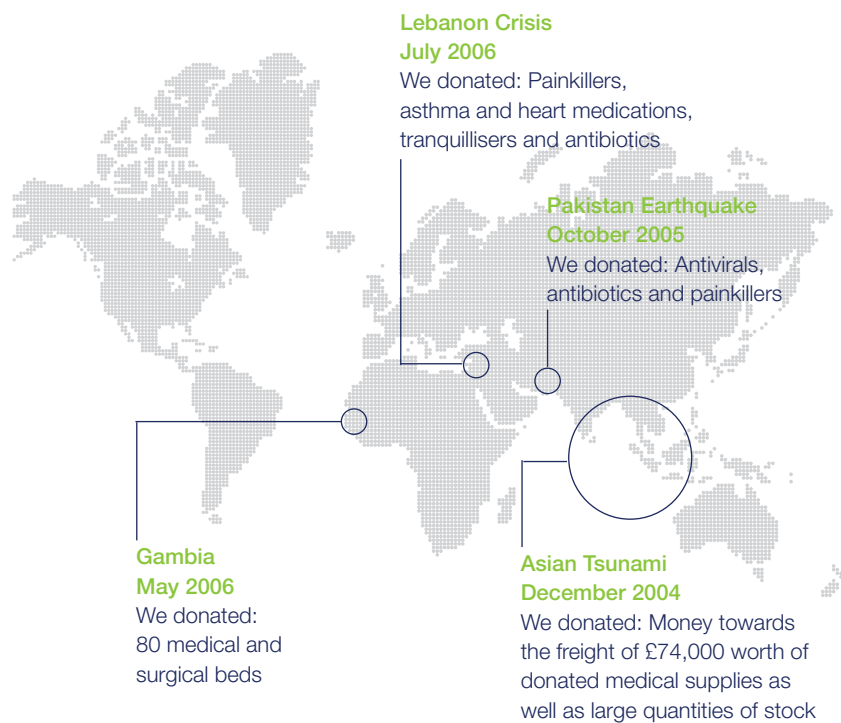 Lebanon Crisis
July 2006
We donated: Painkillers,
asthma and heart medications,
tranquillisers and antibiotics
Pakistan Earthquake
October 2005
We donated: Antivirals,
antibiotics and painkillers
Gambia
May 2006
We donated:
80 medical and
surgical beds
Asian Tsunami
December 2004
We donated: Money towards
the freight of £74,000 worth of
donated medical supplies as
well as large quantities of stock